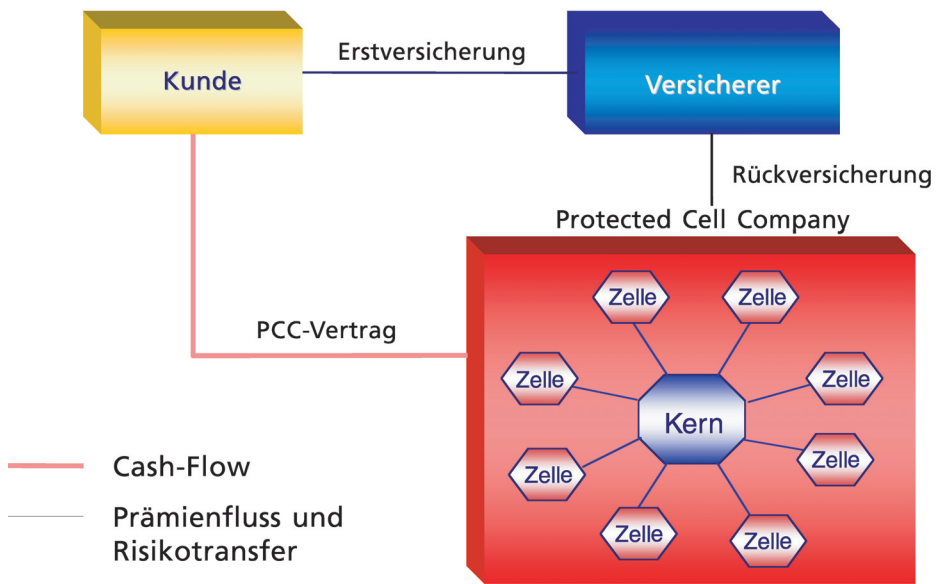 Erstversicherung
Kunde
Versicherer
Rückversicherung
Protected Cell Company
Zelle
Zelle
PCC-Vertrag
Zelle
Zelle
Kern
Zelle
Zelle
Zelle
Zelle
Cash-Flow
Prämienfluss und
Risikotransfer